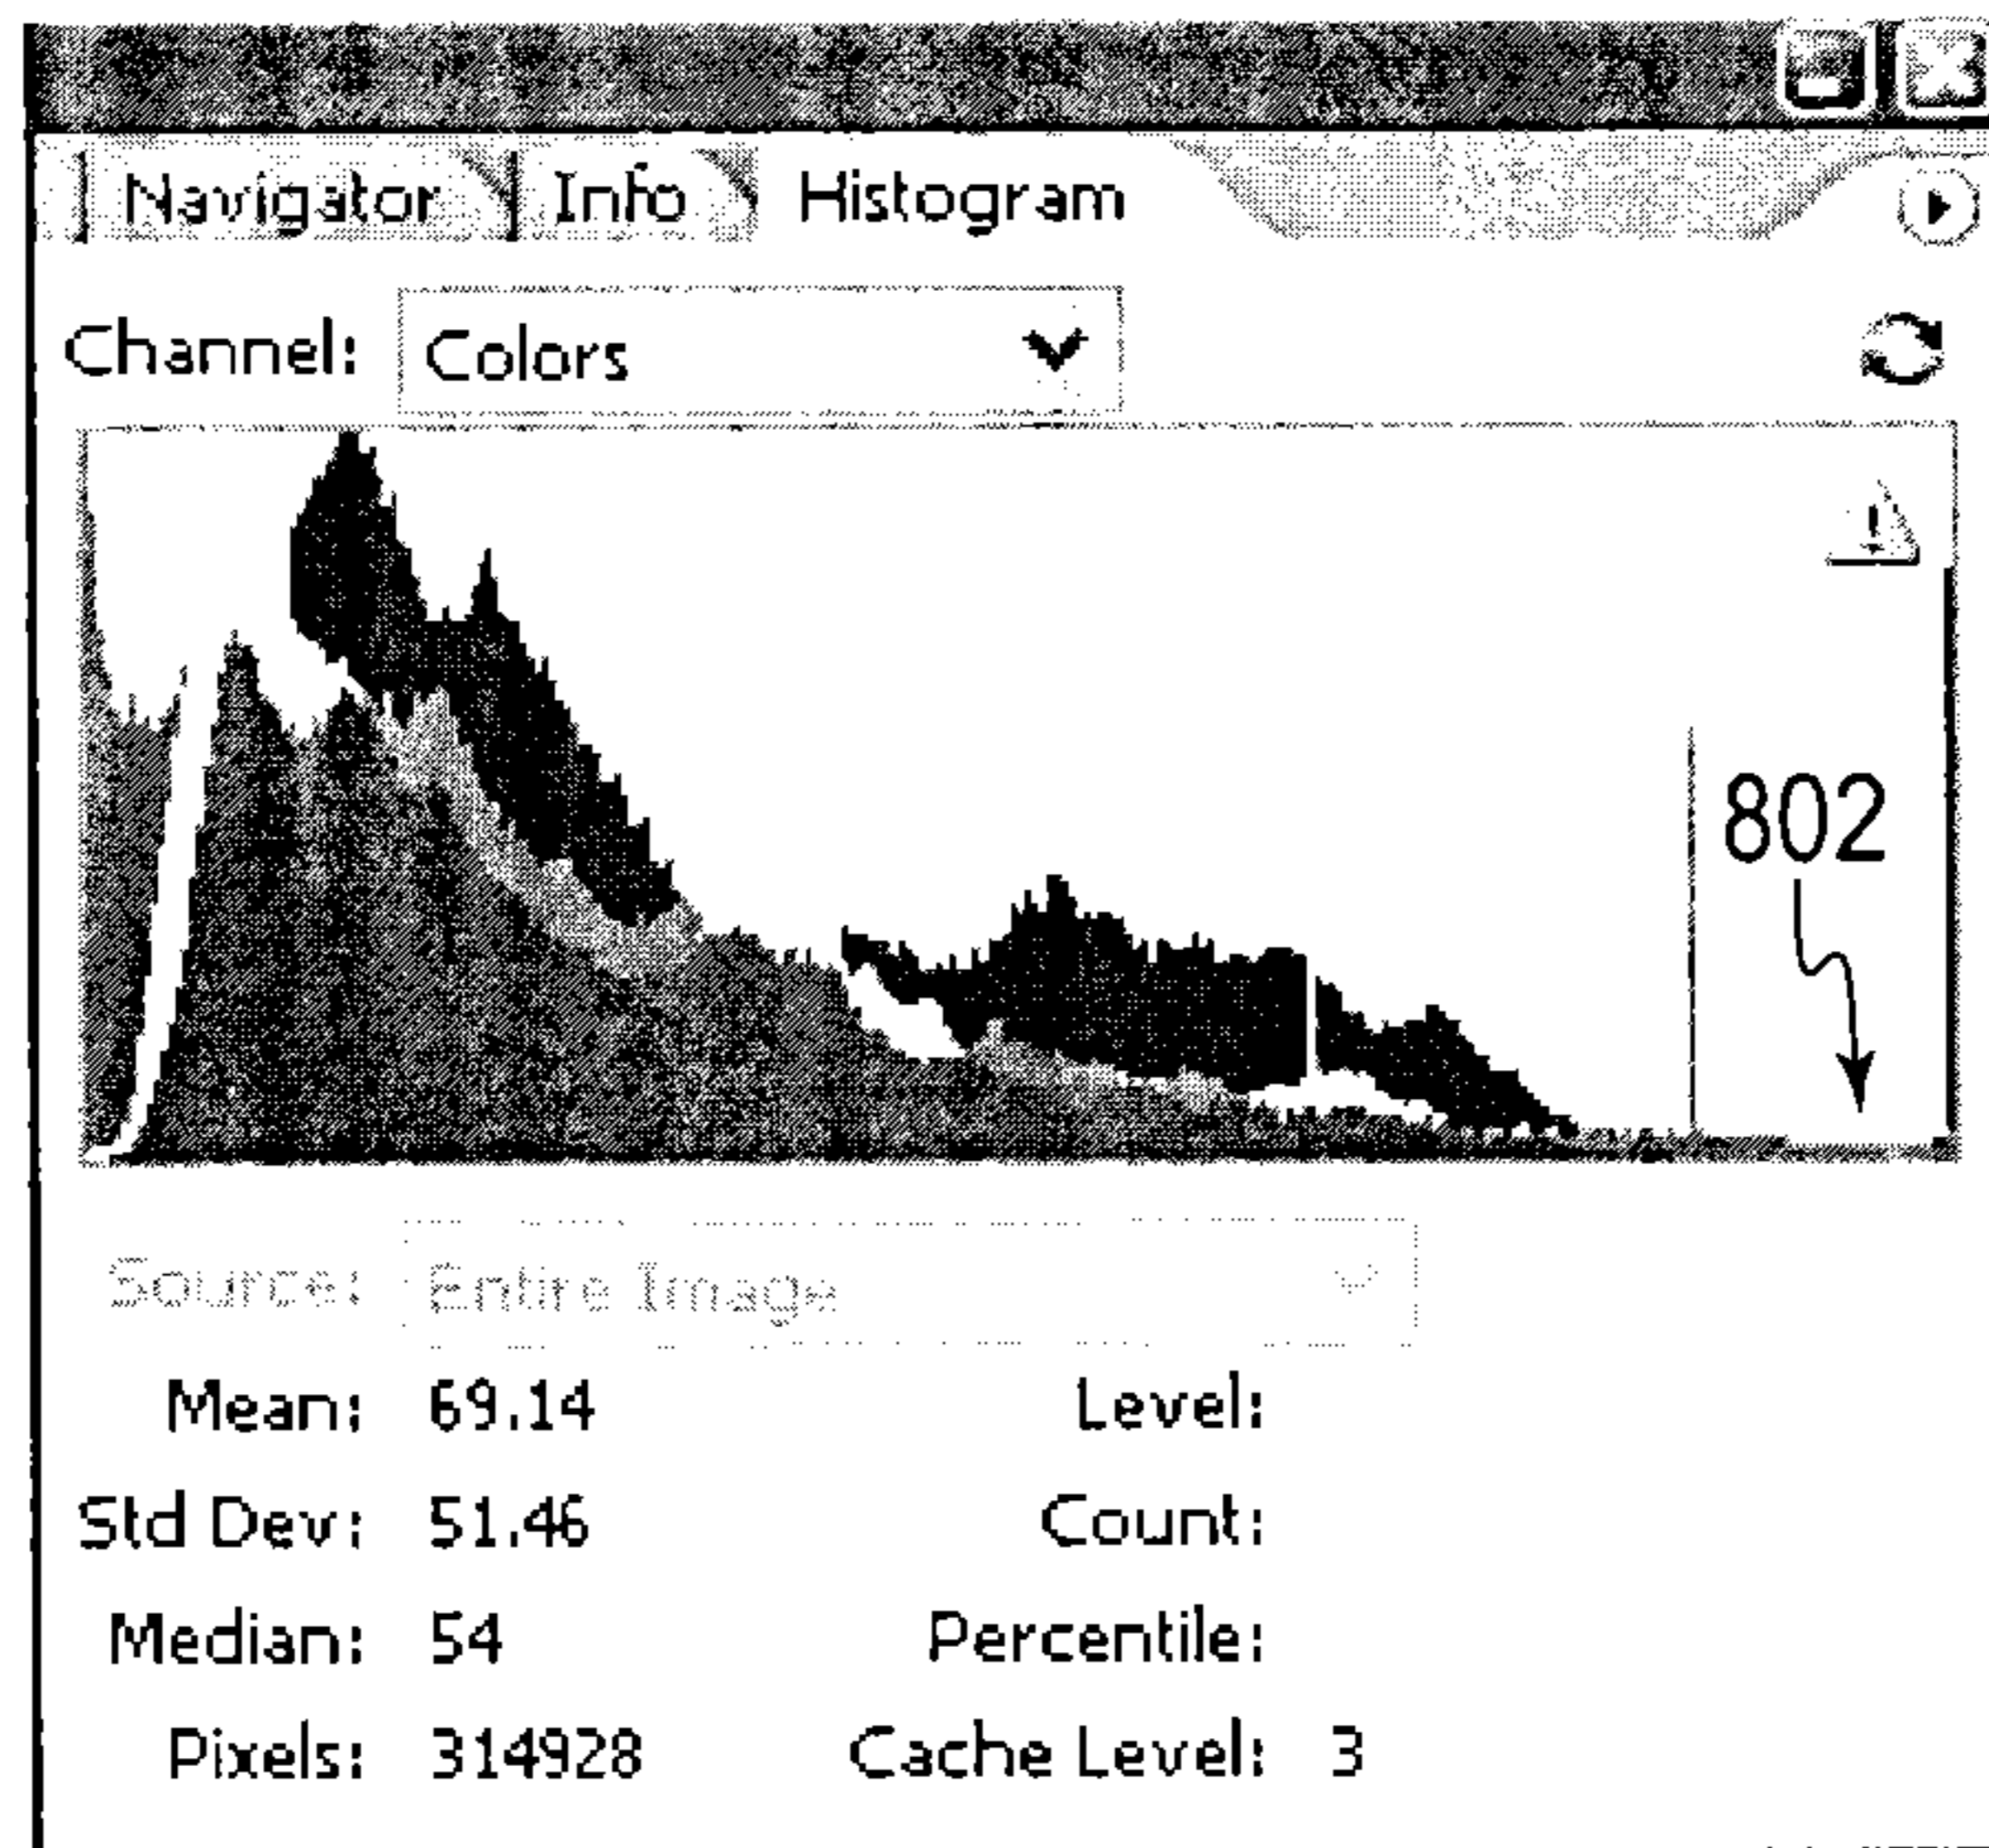 Navigator Info Histogram
Channel: Colors
802
Source: Entire Image
Mean: 69.14 Level:
Std Dev: 51.46 Count:
Median: 54 Percentile:
Pixels: 314928 Cache Level: 3